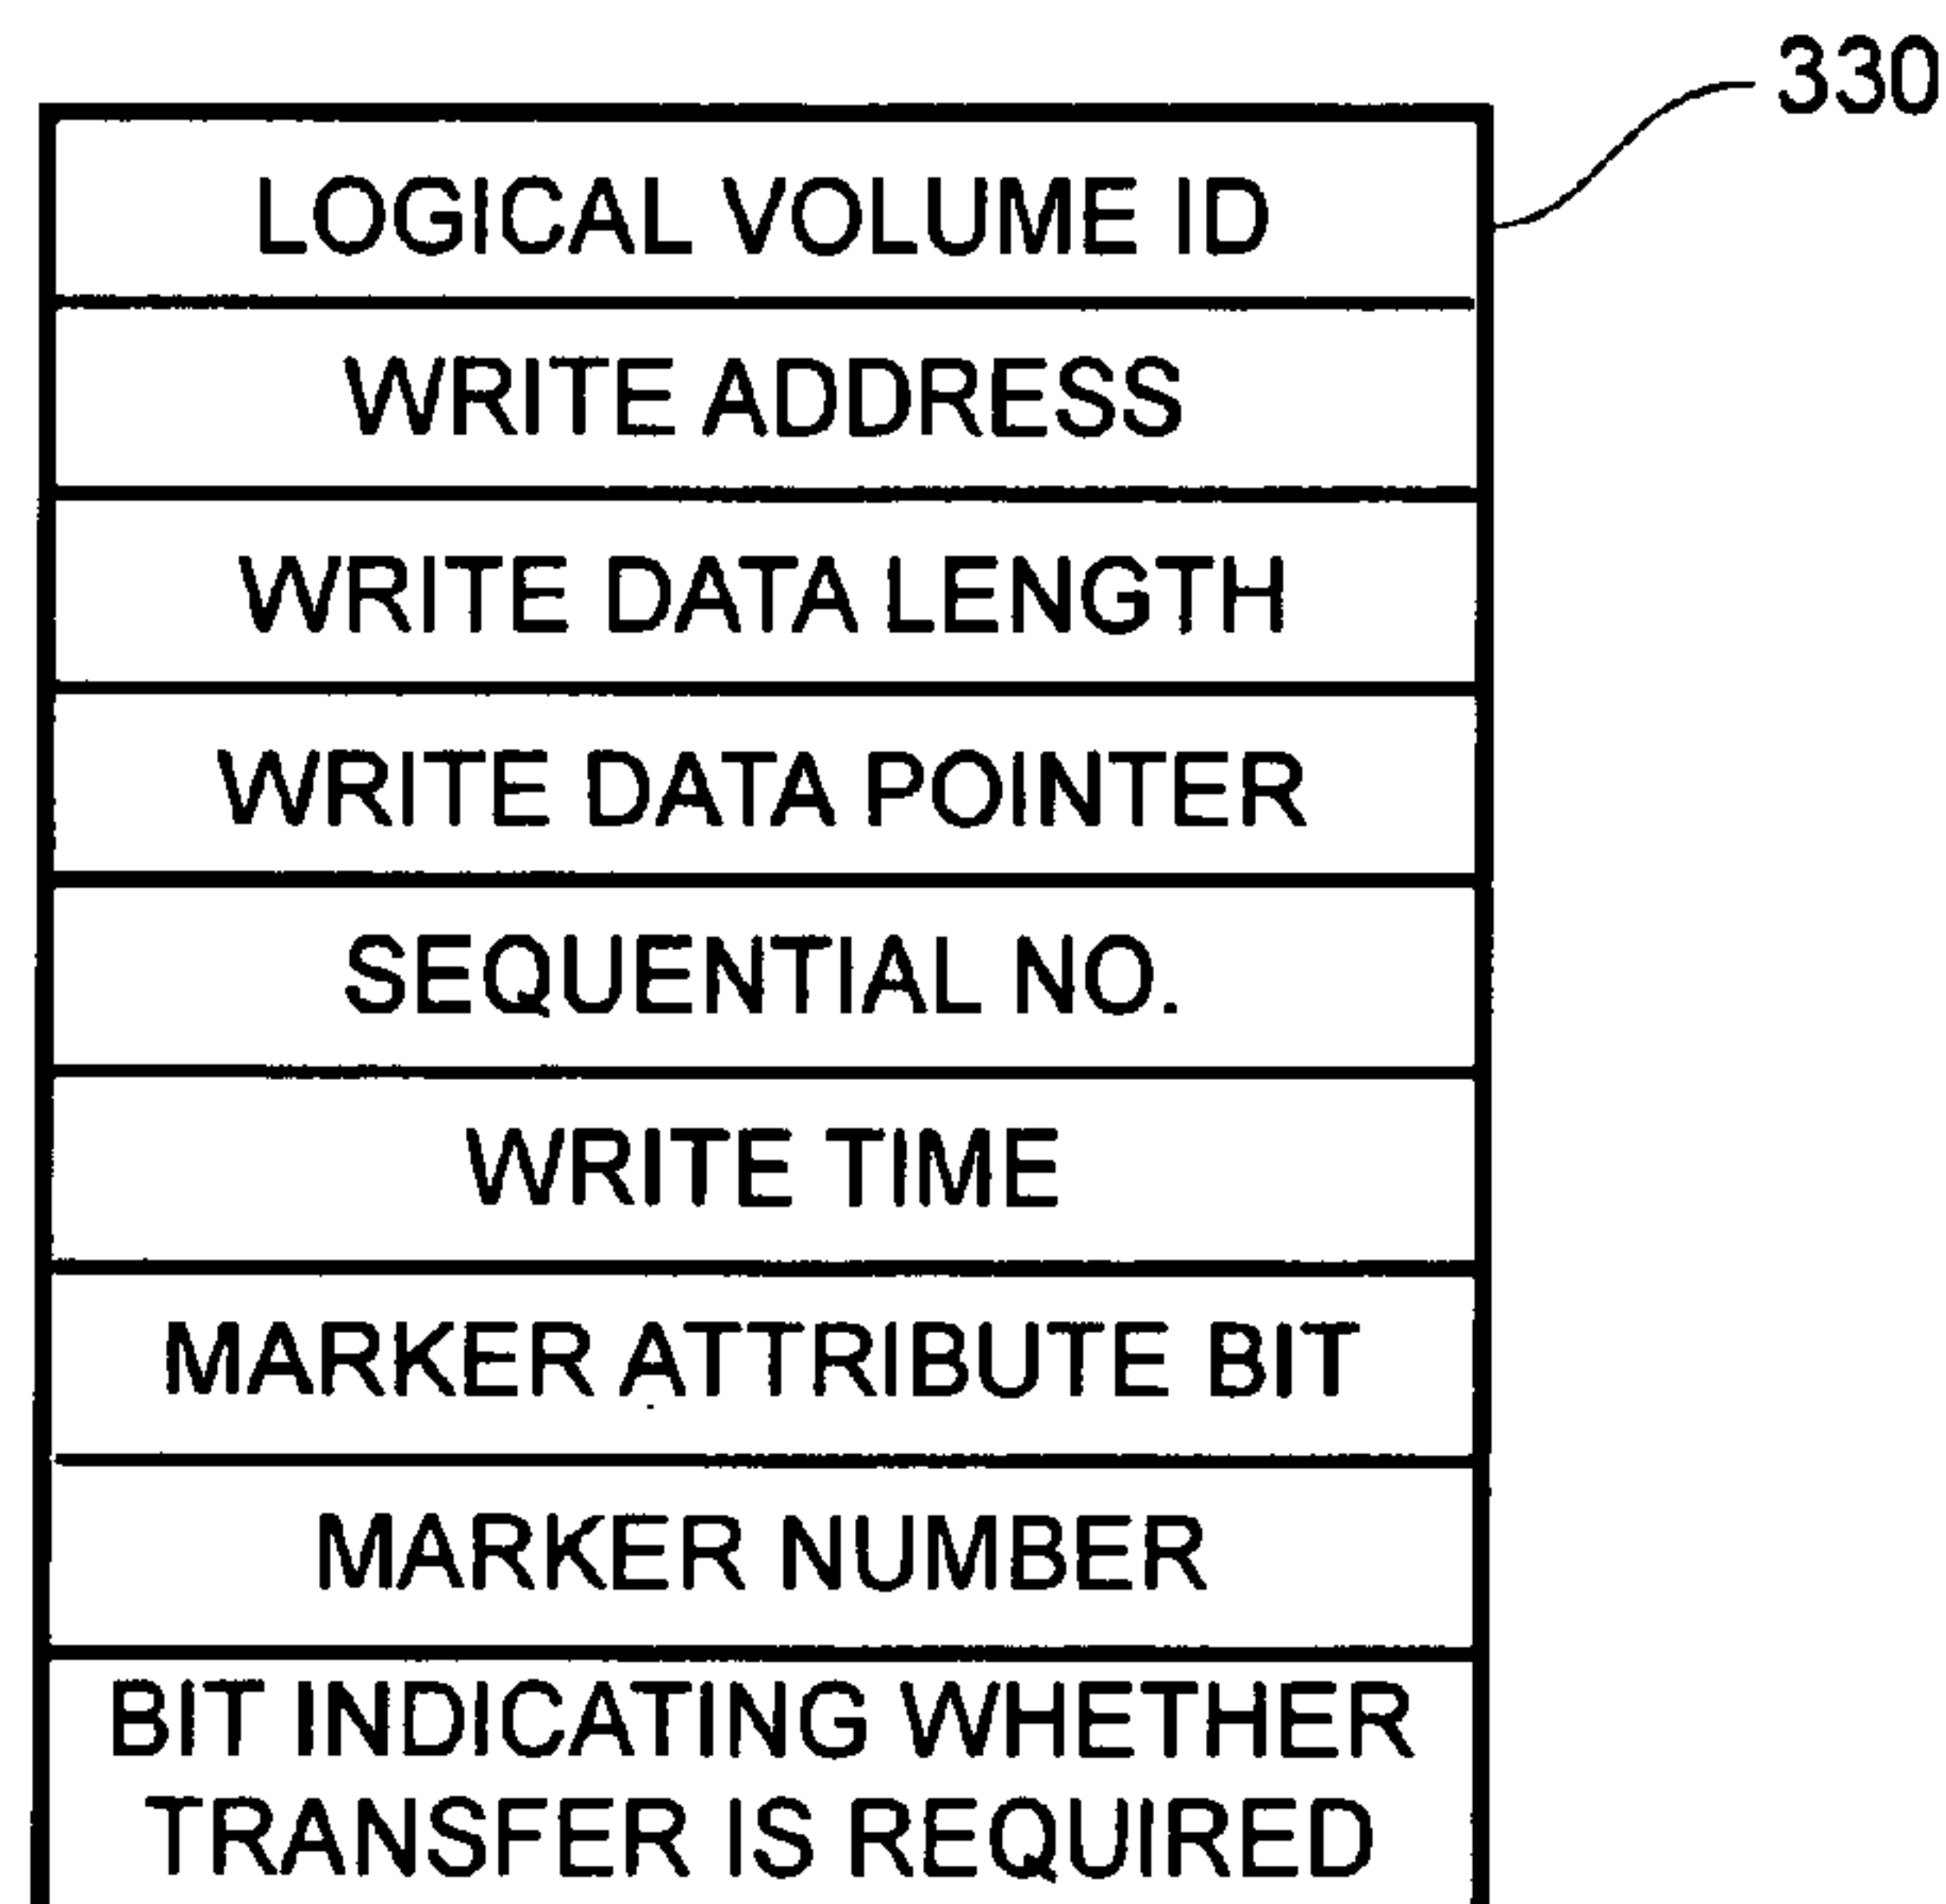 330
LOGICAL VOLUME ID
WRITE ADDRESS
WRITE DATA LENGTH
WRITE DATA POINTER
SEQUENTIAL NO.
WRITE TIME
MARKER ATTRIBUTE BIT
MARKER NUMBER
BIT INDICATING WHETHER
TRANSFER IS REQUIRED